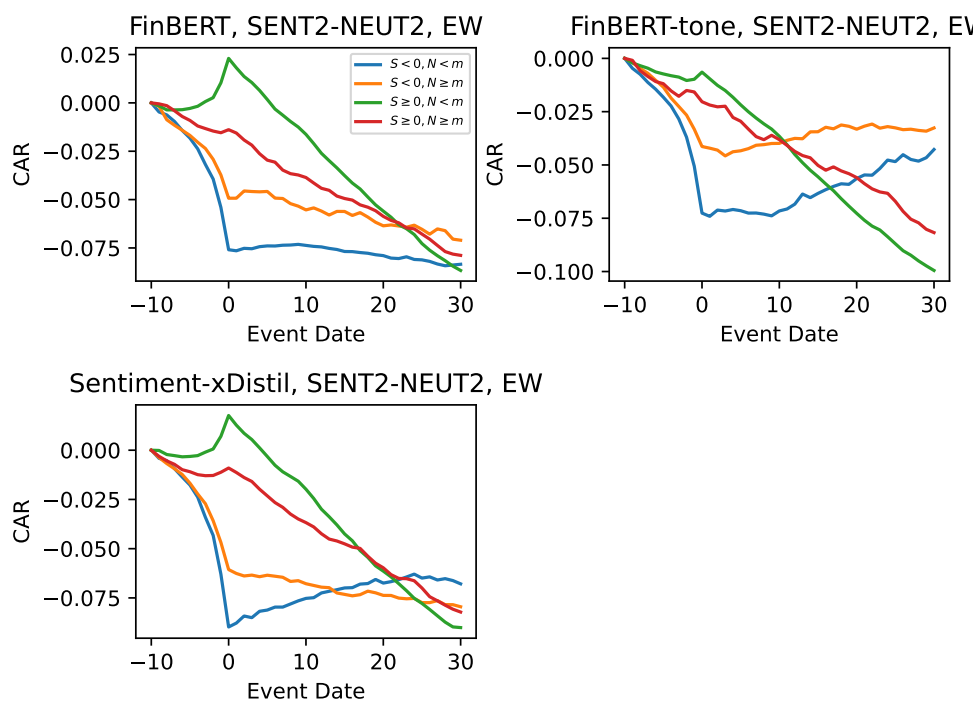 FinBERT, SENT2-NEUT2, EW
0.025
0.000
−0.025
−0.050
−0.075
CAR
S < 0, N < m
S < 0, N ≥ m
S ≥ 0, N < m
S ≥ 0, N ≥ m
−10 0 10 20 30
Event Date
FinBERT-tone, SENT2-NEUT2, EW
0.000
−0.025
−0.050
−0.075
−0.100
CAR
−10 0 10 20 30
Event Date
Sentiment-xDistil, SENT2-NEUT2, EW
0.000
−0.025
−0.050
−0.075
CAR
−10 0 10 20 30
Event Date